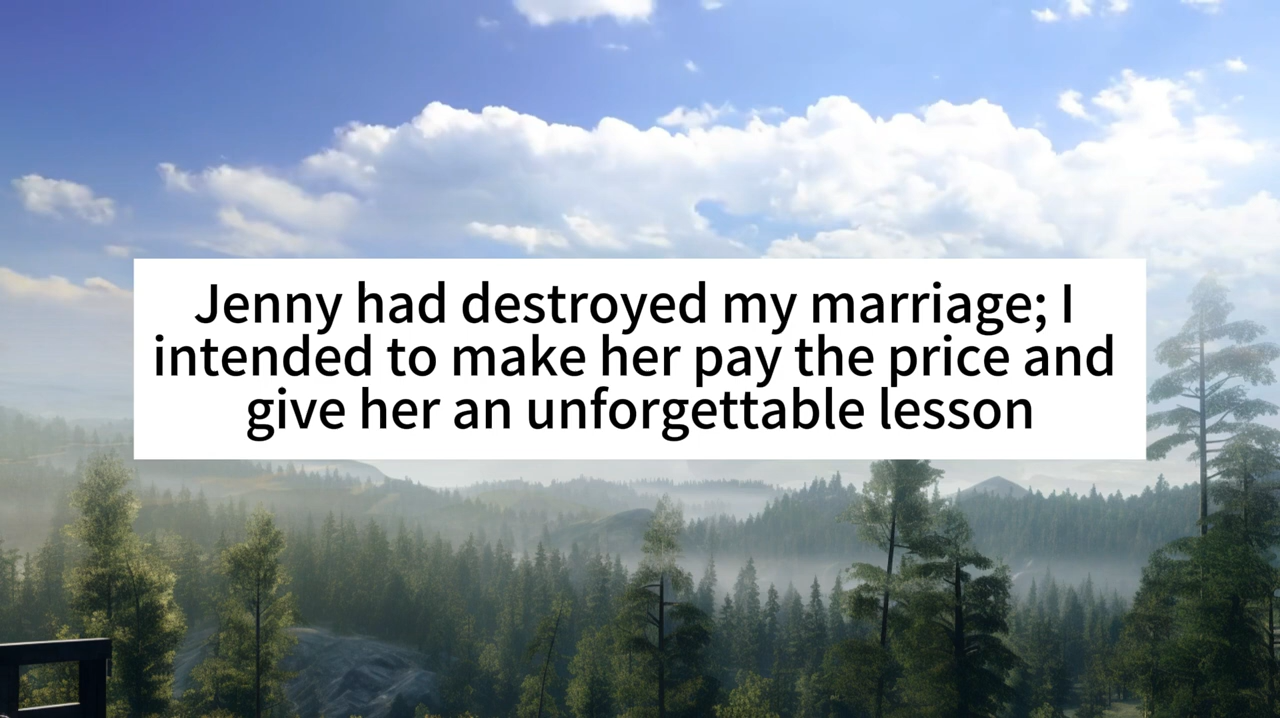 Jenny had destroyed my marriage; I
intended to make her pay the price and
give her an unforgettable lesson